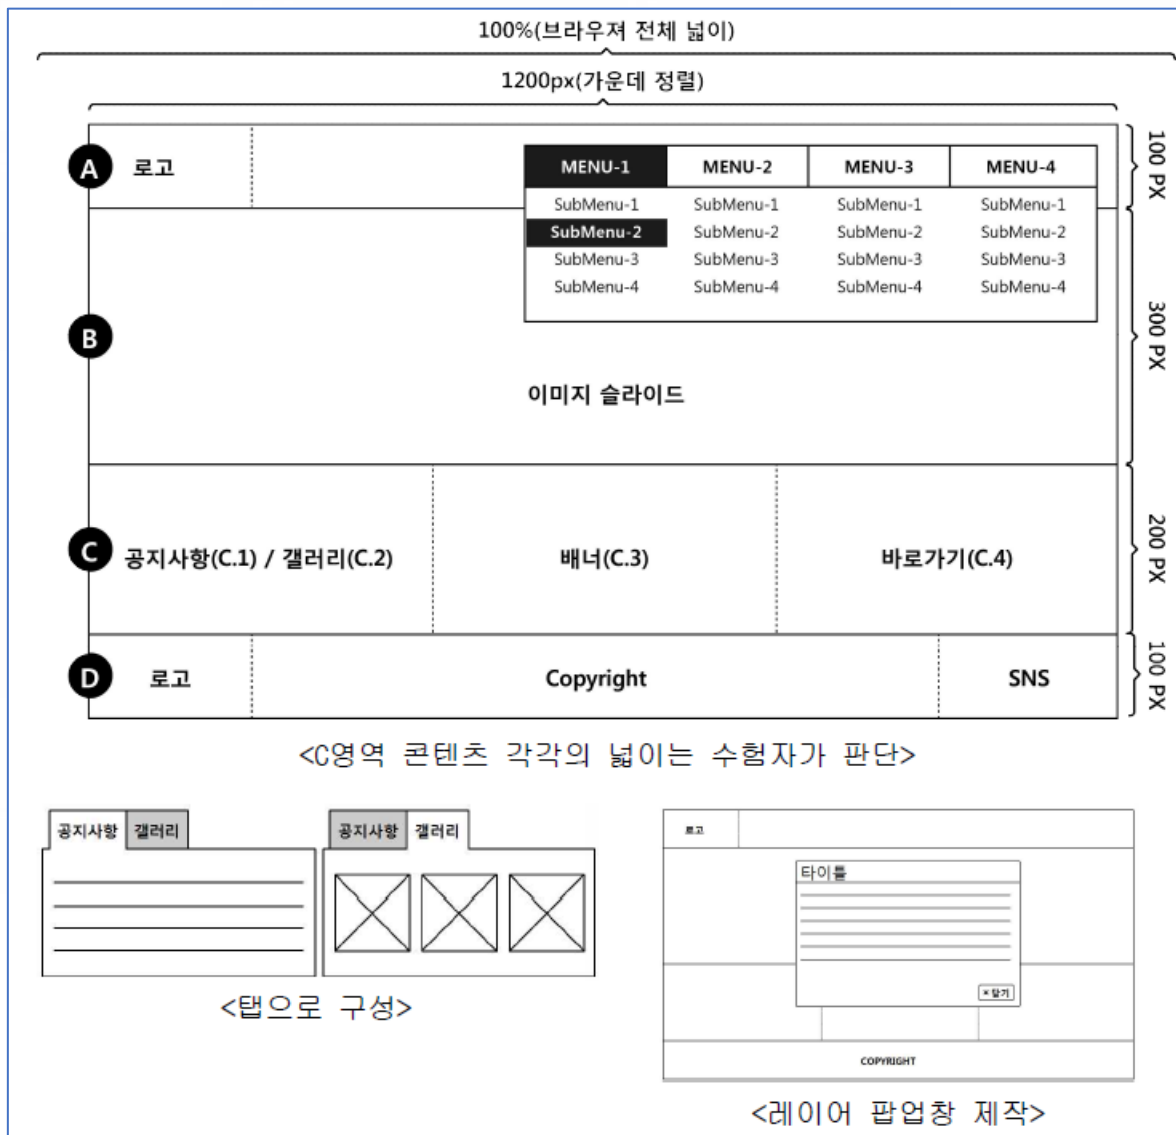 100%(브라우져 전체 넓이)
1200px(가운데 정렬)
A
로고
MENU-1 MENU-2 MENU-3 MENU-4
SubMenu-1 SubMenu-1 SubMenu-1 SubMenu-1
SubMenu-2 SubMenu-2 SubMenu-2 SubMenu-2
SubMenu-3 SubMenu-3 SubMenu-3 SubMenu-3
SubMenu-4 SubMenu-4 SubMenu-4 SubMenu-4
100 PX
B
이미지 슬라이드
300 PX
C
공지사항(C.1) / 갤러리(C.2) 배너(C.3) 바로가기(C.4)
200 PX
D
로고 Copyright SNS
100 PX
<C영역 콘텐츠 각각의 넓이는 수험자가 판단>
공지사항 갤러리
공지사항 갤러리
<탭으로 구성>
로고
타이틀
×닫기
COPYRIGHT
<레이어 팝업창 제작>